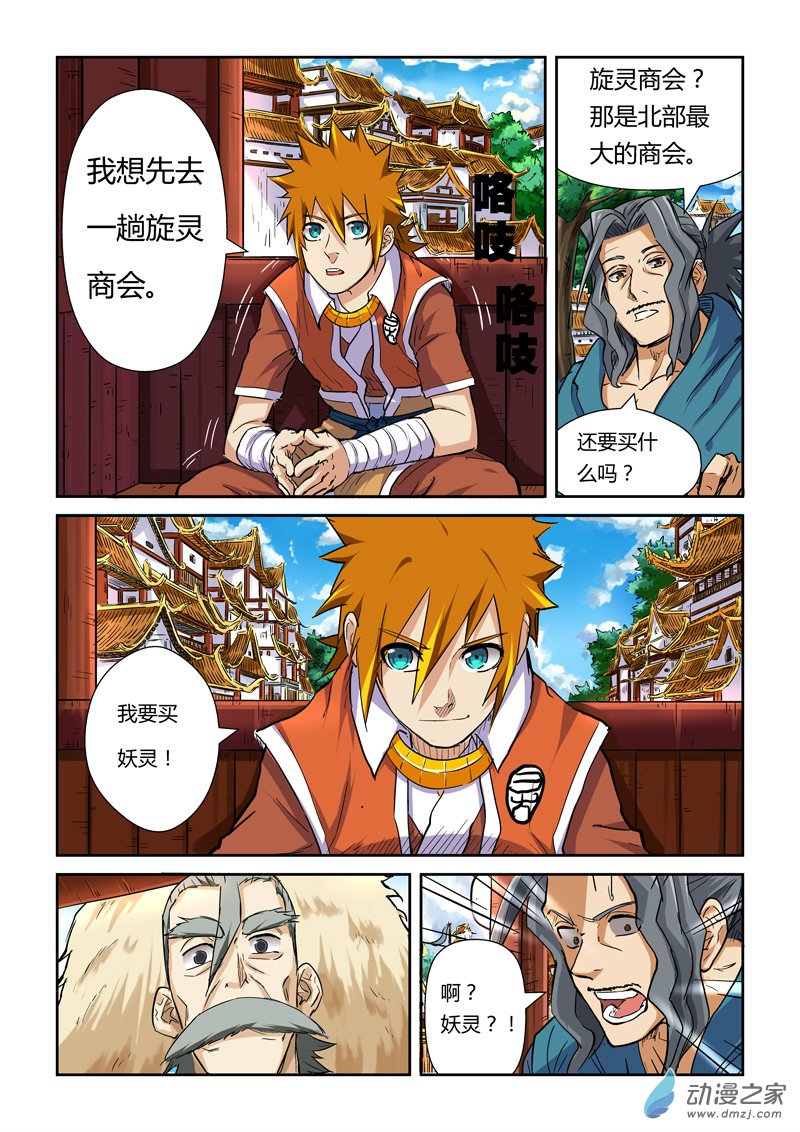 我想先去
一趟旋灵
商会。
咯
吱
咯
吱
旋灵商会？
那是北部最
大的商会。
还要买什
么吗？
我要买
妖灵！
啊？
妖灵？！
动漫之家
www.dmzj.com